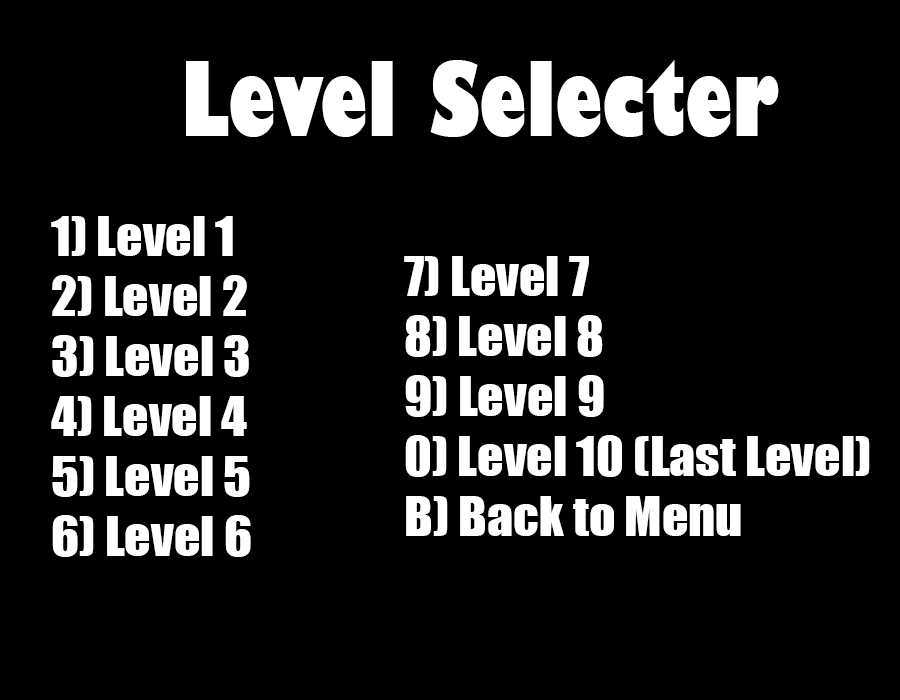 Level Selecter
1) Level 1
2) Level 2
3) Level 3
4) Level 4
5) Level 5
6) Level 6
7) Level 7
8) Level 8
9) Level 9
0) Level 10 (Last Level)
B) Back to Menu